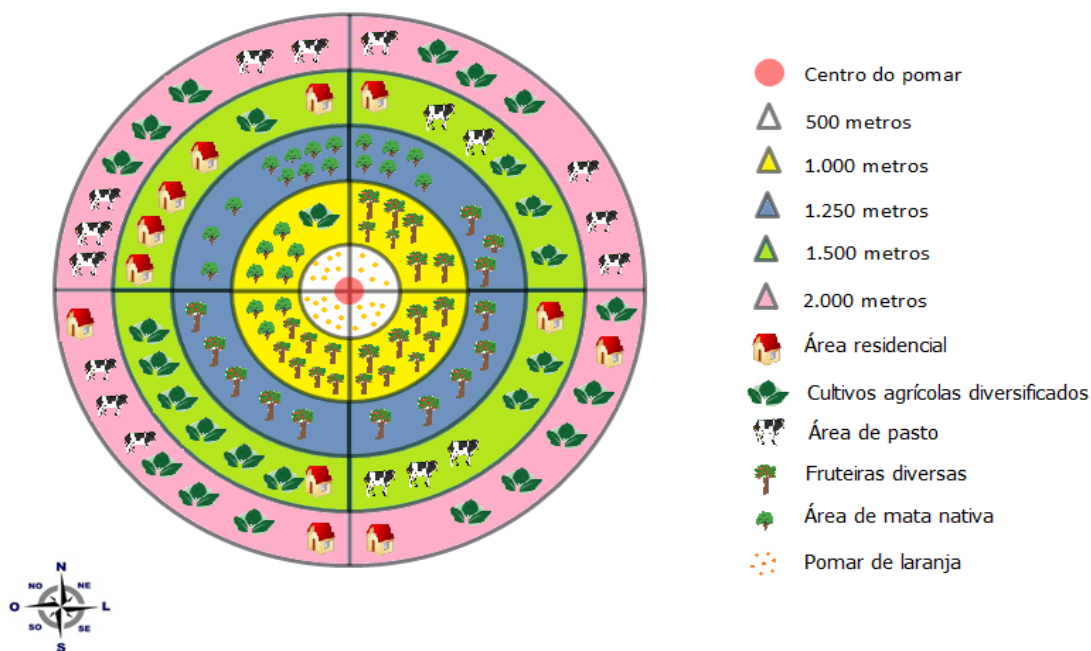 Centro do pomar
500 metros
1.000 metros
1.250 metros
1.500 metros
2.000 metros
Área residencial
Cultivos agrícolas diversificados
Área de pasto
Fruteiras diversas
Área de mata nativa
Pomar de laranja
N
NO NE
O L
SO SE
S